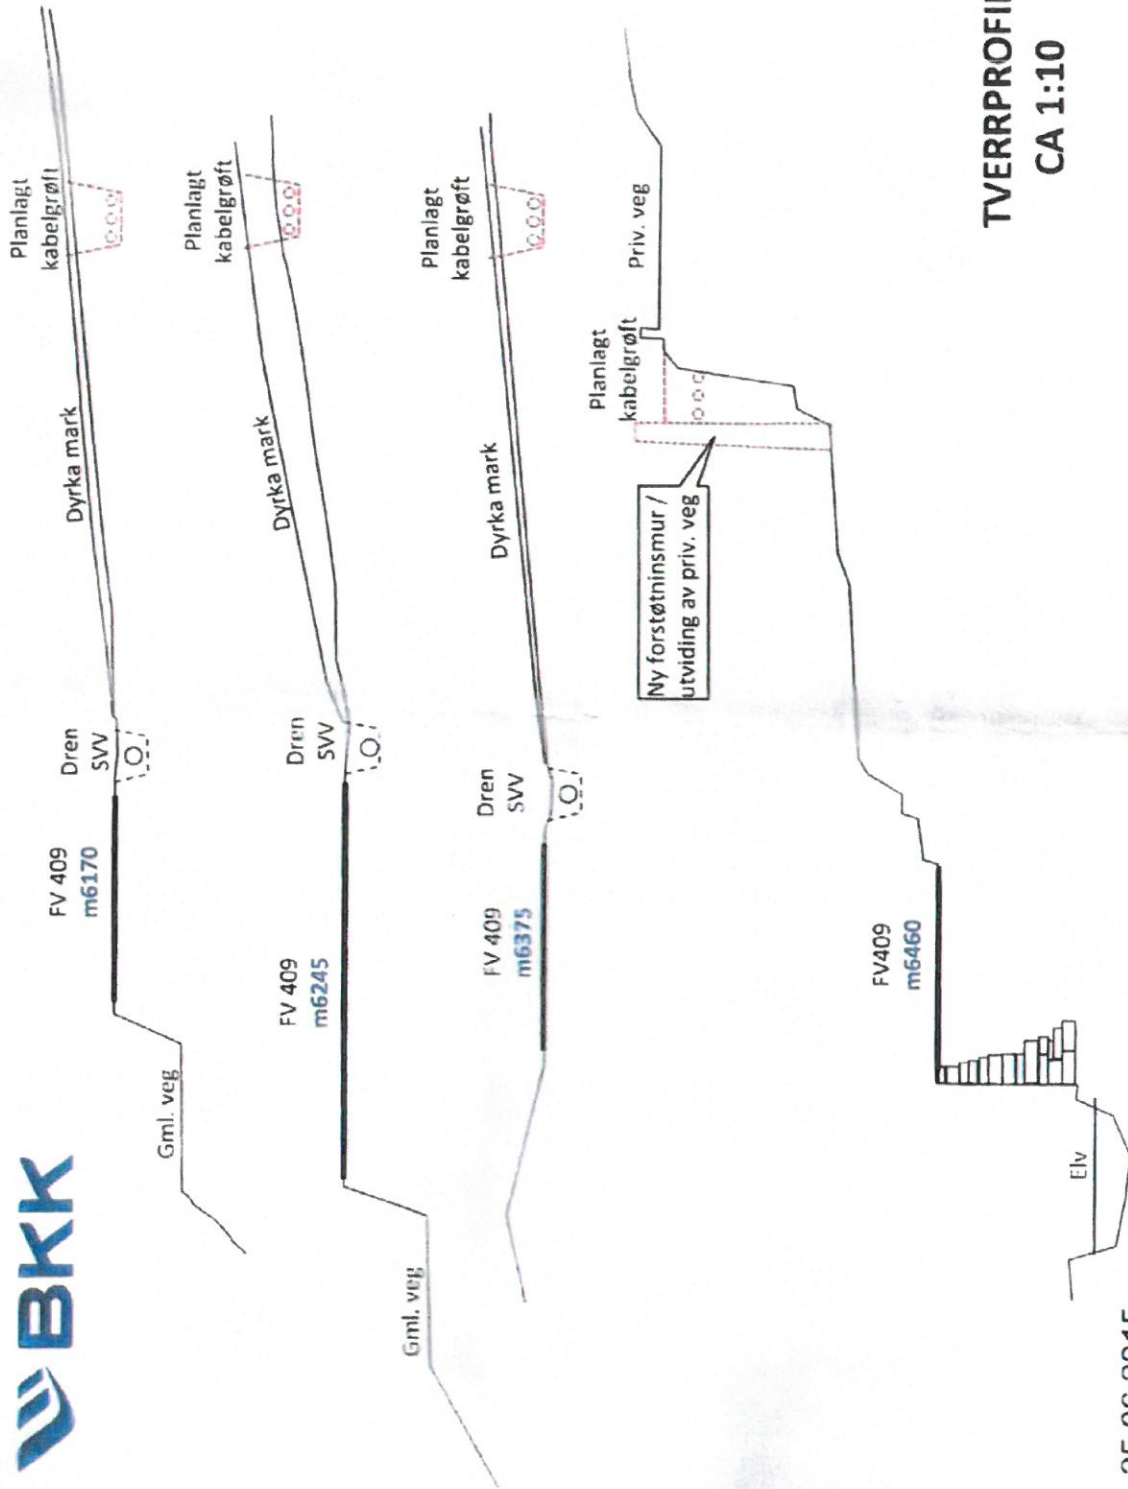 BKK
FV 409
m6170
Gml. veg
Dren
SVV
Dyrka mark
Planlagt
kabelgrøft
FV 409
m6245
Gml. veg
Dren
SVV
Dyrka mark
Planlagt
kabelgrøft
FV 409
m6375
Dren
SVV
Dyrka mark
Planlagt
kabelgrøft
FV409
m6460
Elv
Ny forstøtninsmur /
utviding av priv. veg
Planlagt
kabelgrøft
Priv. veg
TVERRPROFIL
CA 1:10